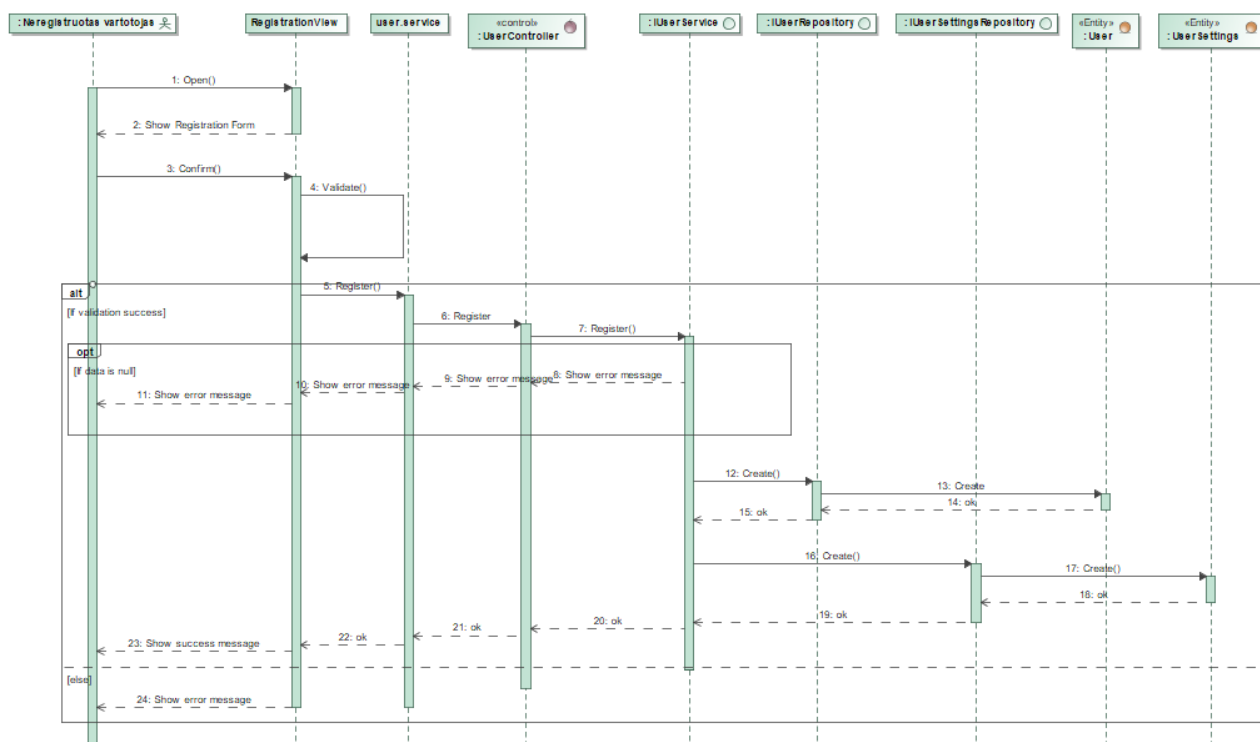 : Neregistruotas vartotojas
RegistrationView
user.service
«control»
: UserController
: IUserService
: IUserRepository
: IUserSettingsRepository
«Entity»
: User
«Entity»
: UserSettings
1: Open()
2: Show Registration Form
3: Confirm()
4: Validate()
alt
[If validation success]
5: Register()
6: Register
7: Register()
opt
[If data is null]
8: Show error message
9: Show error message
10: Show error message
11: Show error message
12: Create()
13: Create
14: ok
15: ok
16: Create()
17: Create()
18: ok
19: ok
20: ok
21: ok
22: ok
23: Show success message
[else]
24: Show error message